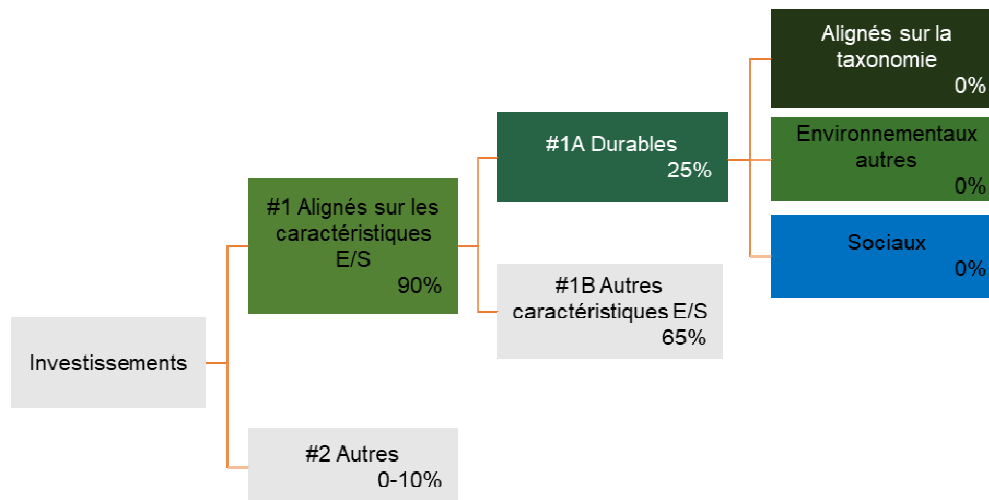 Investissements
#1 Alignés sur les
caractéristiques
E/S
90%
#2 Autres
0-10%
#1A Durables
25%
#1B Autres
caractéristiques E/S
65%
Alignés sur la
taxonomie
0%
Environnementaux
autres
0%
Sociaux
0%